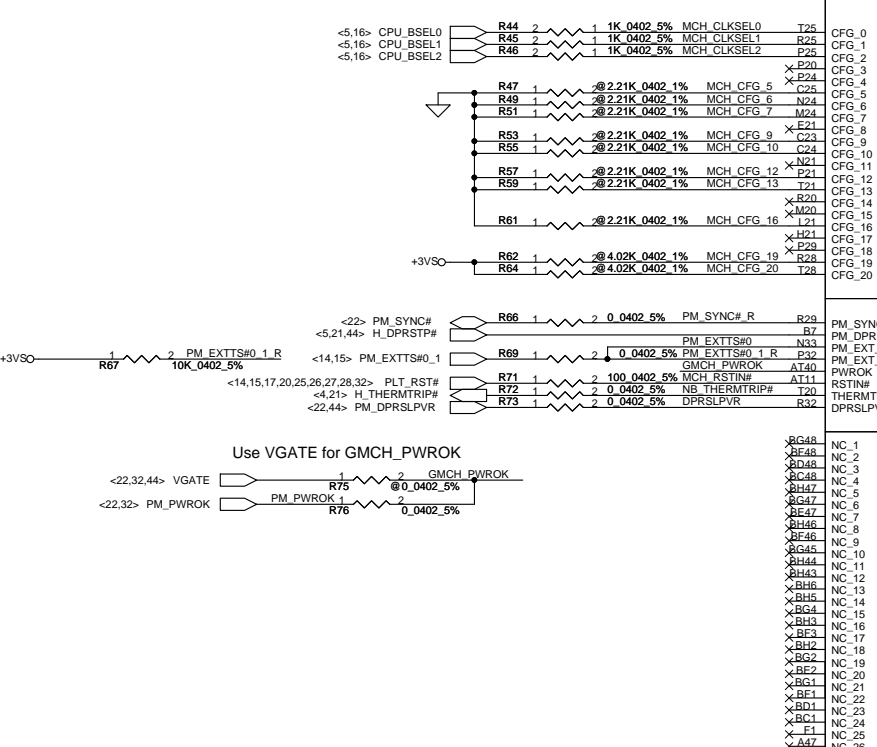 <5,16> CPU_BSEL0 R44 2 1 1K_0402_5% MCH_CLKSEL0 T25 CFG_0
<5,16> CPU_BSEL1 R45 2 1 1K_0402_5% MCH_CLKSEL1 R25 CFG_1
<5,16> CPU_BSEL2 R46 2 1 1K_0402_5% MCH_CLKSEL2 P25 CFG_2
P20 CFG_3
P24 CFG_4
R47 1 2 @2.21K_0402_1% MCH_CFG_5 C25 CFG_5
R49 1 2 @2.21K_0402_1% MCH_CFG_6 N24 CFG_6
R51 1 2 @2.21K_0402_1% MCH_CFG_7 M24 CFG_7
E21 CFG_8
R53 1 2 @2.21K_0402_1% MCH_CFG_9 C23 CFG_9
R55 1 2 @2.21K_0402_1% MCH_CFG_10 C24 CFG_10
N21 CFG_11
R57 1 2 @2.21K_0402_1% MCH_CFG_12 P21 CFG_12
R59 1 2 @2.21K_0402_1% MCH_CFG_13 T21 CFG_13
R20 CFG_14
M20 CFG_15
R61 1 2 @2.21K_0402_1% MCH_CFG_16 L21 CFG_16
H21 CFG_17
P29 CFG_18
+3VS R62 1 2 @4.02K_0402_1% MCH_CFG_19 R28 CFG_19
R64 1 2 @4.02K_0402_1% MCH_CFG_20 T28 CFG_20
<22> PM_SYNC# R66 1 2 0_0402_5% PM_SYNC#_R R29 PM_SYN
<5,21,44> H_DPRSTP# B7 PM_DPR
PM_EXTTS#0 N33 PM_EXT_
+3VS R67 1 2 10K_0402_5% PM_EXTTS#0_1_R
<14,15> PM_EXTTS#0_1 R69 1 2 0_0402_5% PM_EXTTS#0_1_R P32 PM_EXT_
GMCH_PWROK AT40 PWROK
<14,15,17,20,25,26,27,28,32> PLT_RST# R71 1 2 100_0402_5% MCH_RSTIN# AT11 RSTIN#
<4,21> H_THERMTRIP# R72 1 2 0_0402_5% NB_THERMTRIP# T20 THERMT
<22,44> PM_DPRSLPVR R73 1 2 0_0402_5% DPRSLPVR R32 DPRSLPV
Use VGATE for GMCH_PWROK
<22,32,44> VGATE R75 1 2 @0_0402_5% GMCH_PWROK
<22,32> PM_PWROK PM_PWROK R76 1 2 0_0402_5%
BG48 NC_1
BF48 NC_2
BD48 NC_3
BC48 NC_4
BH47 NC_5
BG47 NC_6
BE47 NC_7
BH46 NC_8
BF46 NC_9
BG45 NC_10
BH44 NC_11
BH43 NC_12
BH6 NC_13
BH5 NC_14
BG4 NC_15
BH3 NC_16
BF3 NC_17
BH2 NC_18
BG2 NC_19
BE2 NC_20
BG1 NC_21
BF1 NC_22
BD1 NC_23
BC1 NC_24
F1 NC_25
A47 NC_26